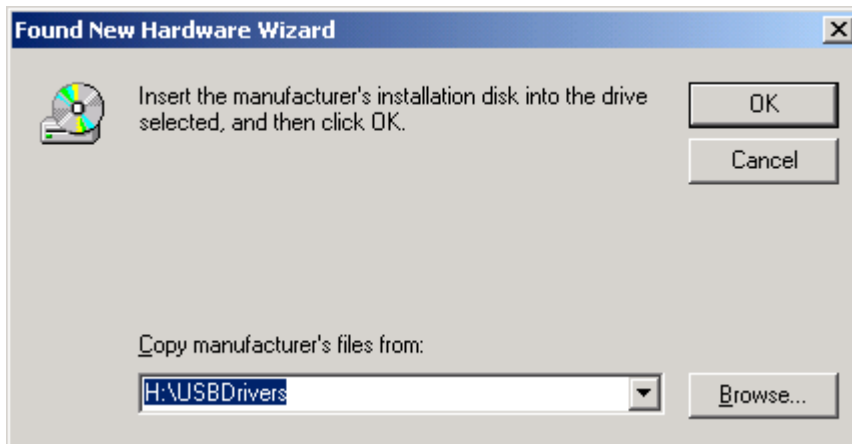 Found New Hardware Wizard
Insert the manufacturer's installation disk into the drive
selected, and then click OK.
OK
Cancel
Copy manufacturer's files from:
H:\USBDrivers
Browse...